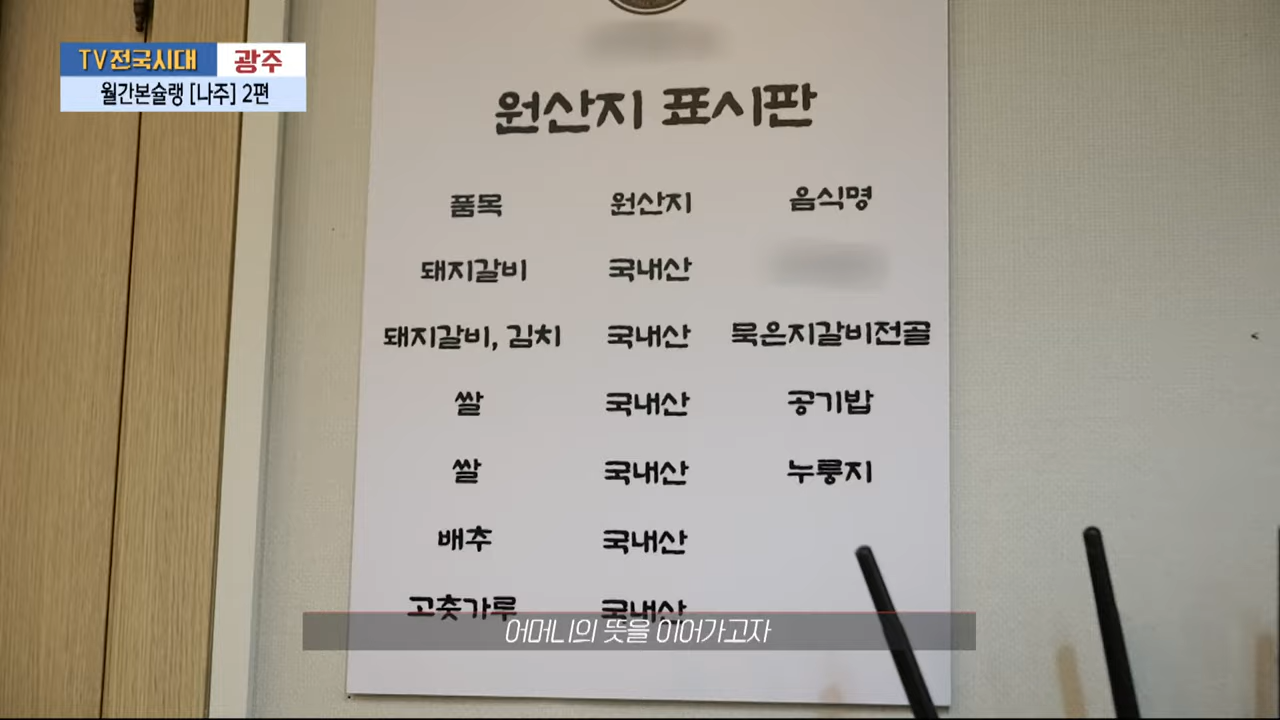 TV전국시대 광주
월간본슐랭 [나주] 2편
원산지 표시판
품목 원산지 음식명
돼지갈비 국내산
돼지갈비, 김치 국내산 묵은지갈비전골
쌀 국내산 공기밥
쌀 국내산 누룽지
배추 국내산
고춧가루 국내산
어머니의 뜻을 이어가고자